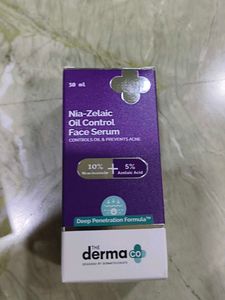 30 ml
Nia-Zelaic
Oil Control
Face Serum
CONTROLS OIL & PREVENTS ACNE
10% + 5%
Niacinamide Azelaic Acid
Deep Penetration Formula™
THE
derma co